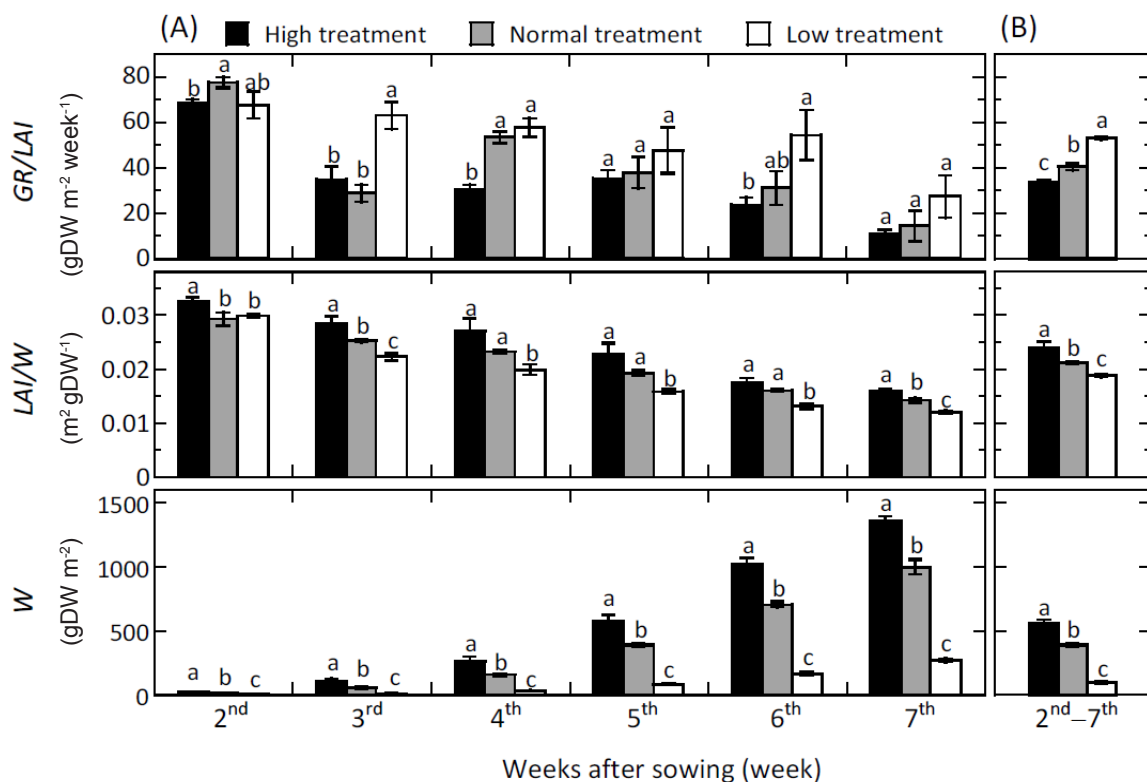 (A) High treatment Normal treatment Low treatment (B)
GR/LAI
(gDW m⁻² week⁻¹)
80
60
40
20
0
b a ab
b b a
b a a
a a a
b ab a
a a a
c b a
LAI/W
(m² gDW⁻¹)
0.03
0.02
0.01
0
a b b
a b c
a a b
a a b
a a b
a b c
a b c
W
(gDW m⁻²)
1500
1000
500
0
a b c
a b c
a b c
a b c
a b c
a b c
a b c
2ⁿᵈ 3ʳᵈ 4ᵗʰ 5ᵗʰ 6ᵗʰ 7ᵗʰ 2ⁿᵈ–7ᵗʰ
Weeks after sowing (week)